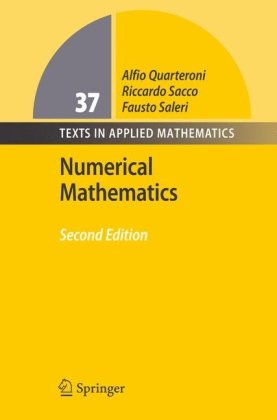 37
Alfio Quarteroni
Riccardo Sacco
Fausto Saleri
TEXTS IN APPLIED MATHEMATICS
Numerical
Mathematics
Second Edition
Springer